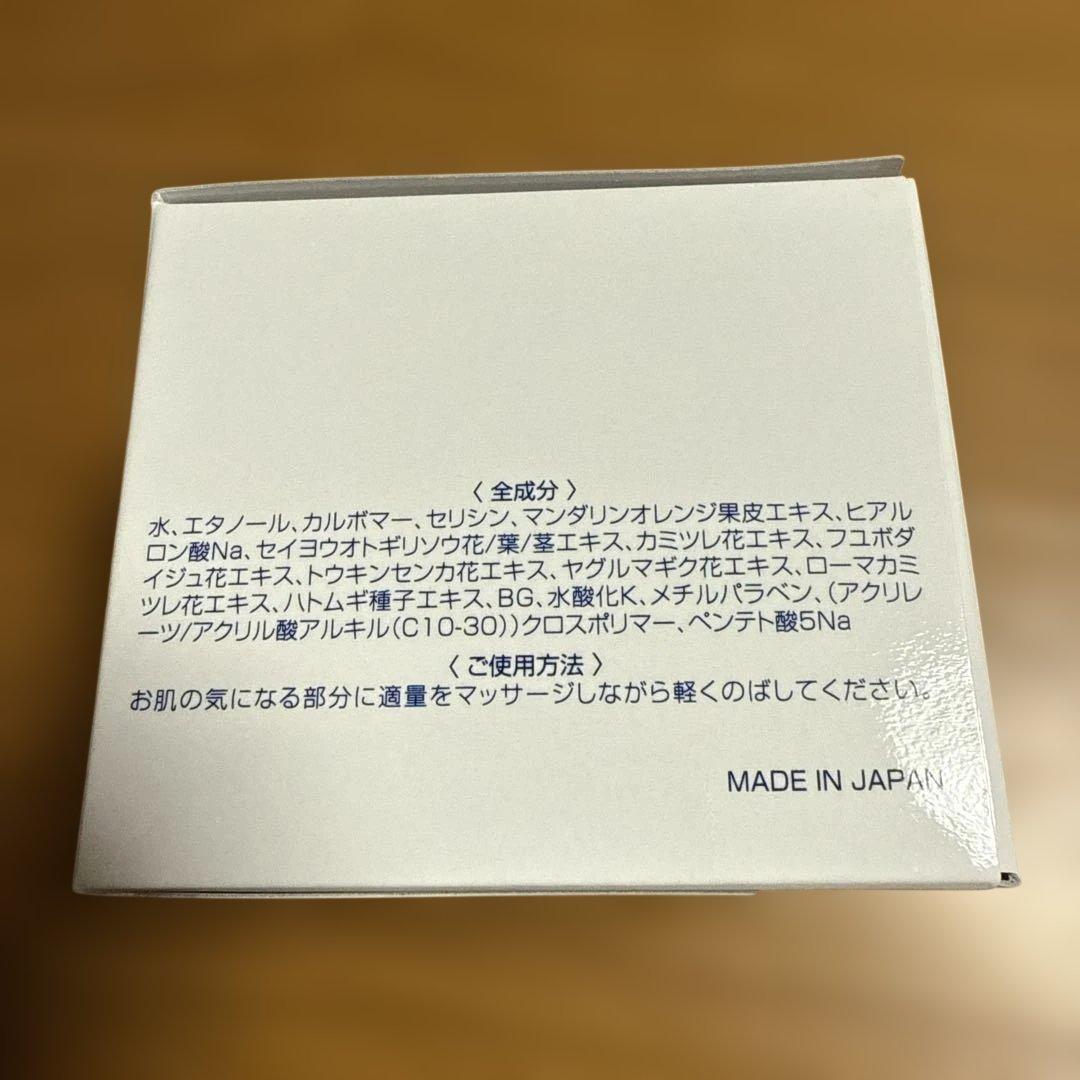 〈 全成分 〉
水、エタノール、カルボマー、セリシン、マンダリンオレンジ果皮エキス、ヒアル
ロン酸Na、セイヨウオトギリソウ花/葉/茎エキス、カミツレ花エキス、フユボダ
イジュ花エキス、トウキンセンカ花エキス、ヤグルマギク花エキス、ローマカミ
ツレ花エキス、ハトムギ種子エキス、BG、水酸化K、メチルパラベン、(アクリレ
ーツ/アクリル酸アルキル(C10-30))クロスポリマー、ペンテト酸5Na
〈 ご使用方法 〉
お肌の気になる部分に適量をマッサージしながら軽くのばしてください。
MADE IN JAPAN